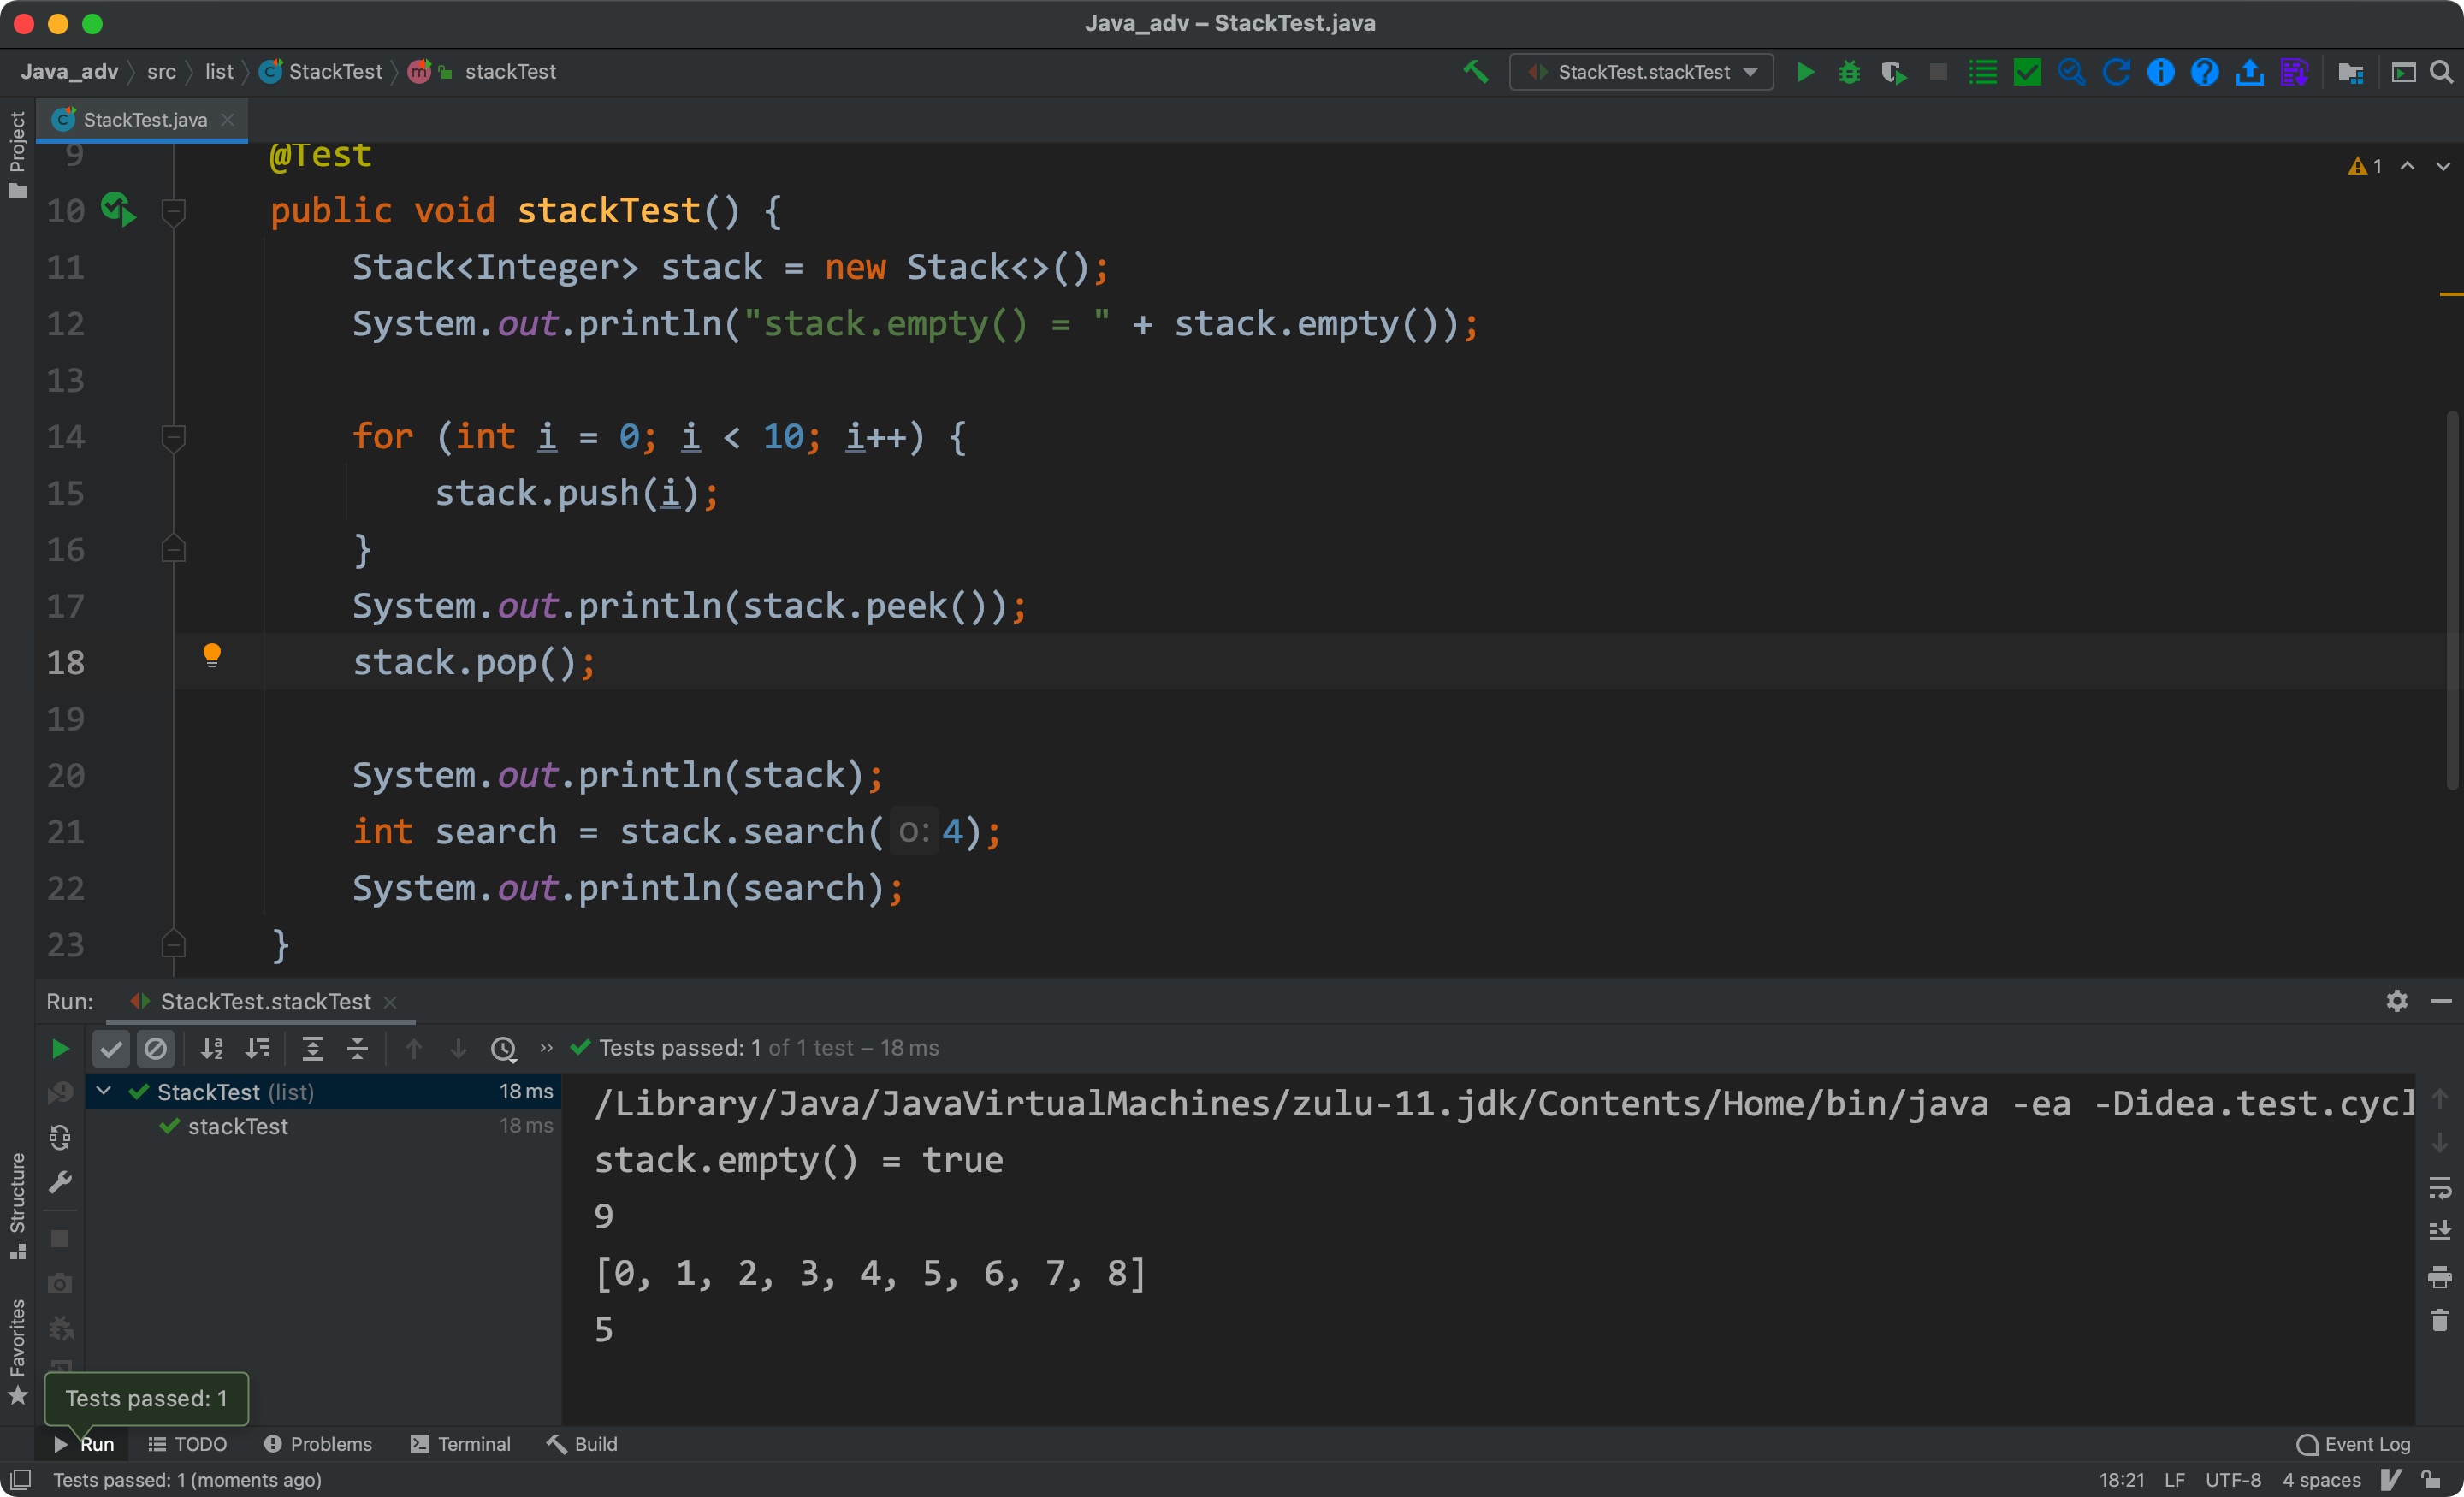 Java_adv – StackTest.java
Java_adv src list StackTest stackTest
StackTest.stackTest
Project
StackTest.java
1
9 @Test
10 public void stackTest() {
11 Stack<Integer> stack = new Stack<>();
12 System.out.println("stack.empty() = " + stack.empty());
13
14 for (int i = 0; i < 10; i++) {
15 stack.push(i);
16 }
17 System.out.println(stack.peek());
18 stack.pop();
19
20 System.out.println(stack);
21 int search = stack.search( o: 4);
22 System.out.println(search);
23 }
Run: StackTest.stackTest
Tests passed: 1 of 1 test – 18 ms
StackTest (list) 18 ms
stackTest 18 ms
/Library/Java/JavaVirtualMachines/zulu-11.jdk/Contents/Home/bin/java -ea -Didea.test.cycl
stack.empty() = true
9
[0, 1, 2, 3, 4, 5, 6, 7, 8]
5
Structure
Favorites
Tests passed: 1
Run TODO Problems Terminal Build Event Log
Tests passed: 1 (moments ago) 18:21 LF UTF-8 4 spaces